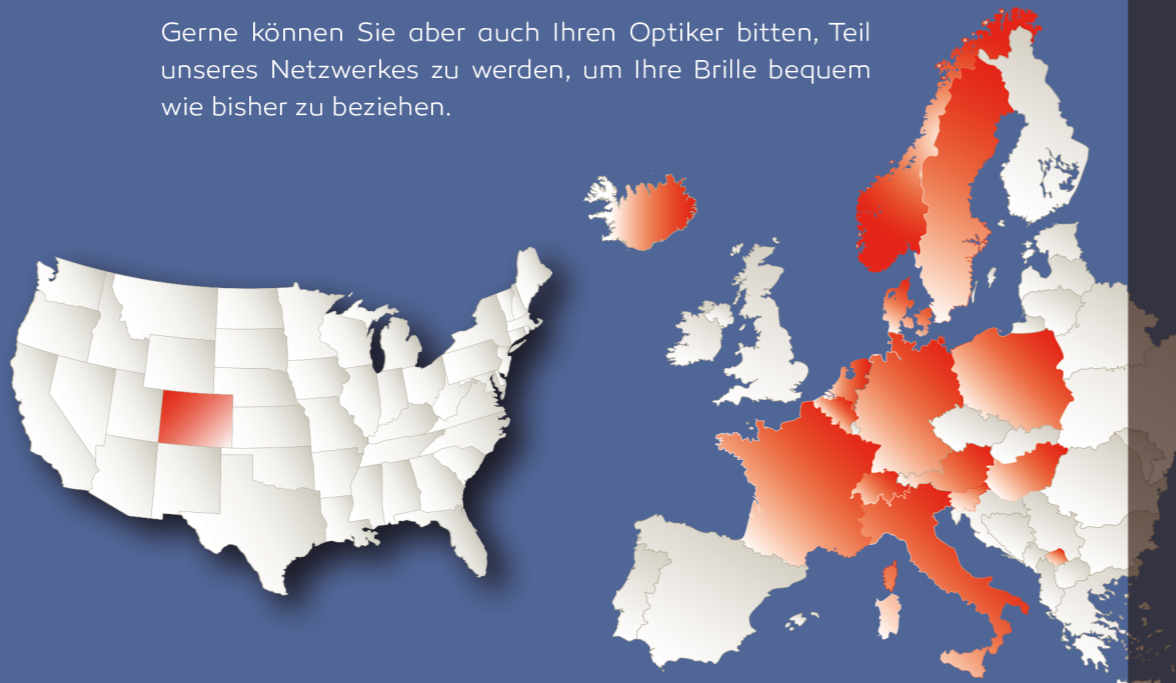 Gerne können Sie aber auch Ihren Optiker bitten, Teil
unseres Netzwerkes zu werden, um Ihre Brille bequem
wie bisher zu beziehen.